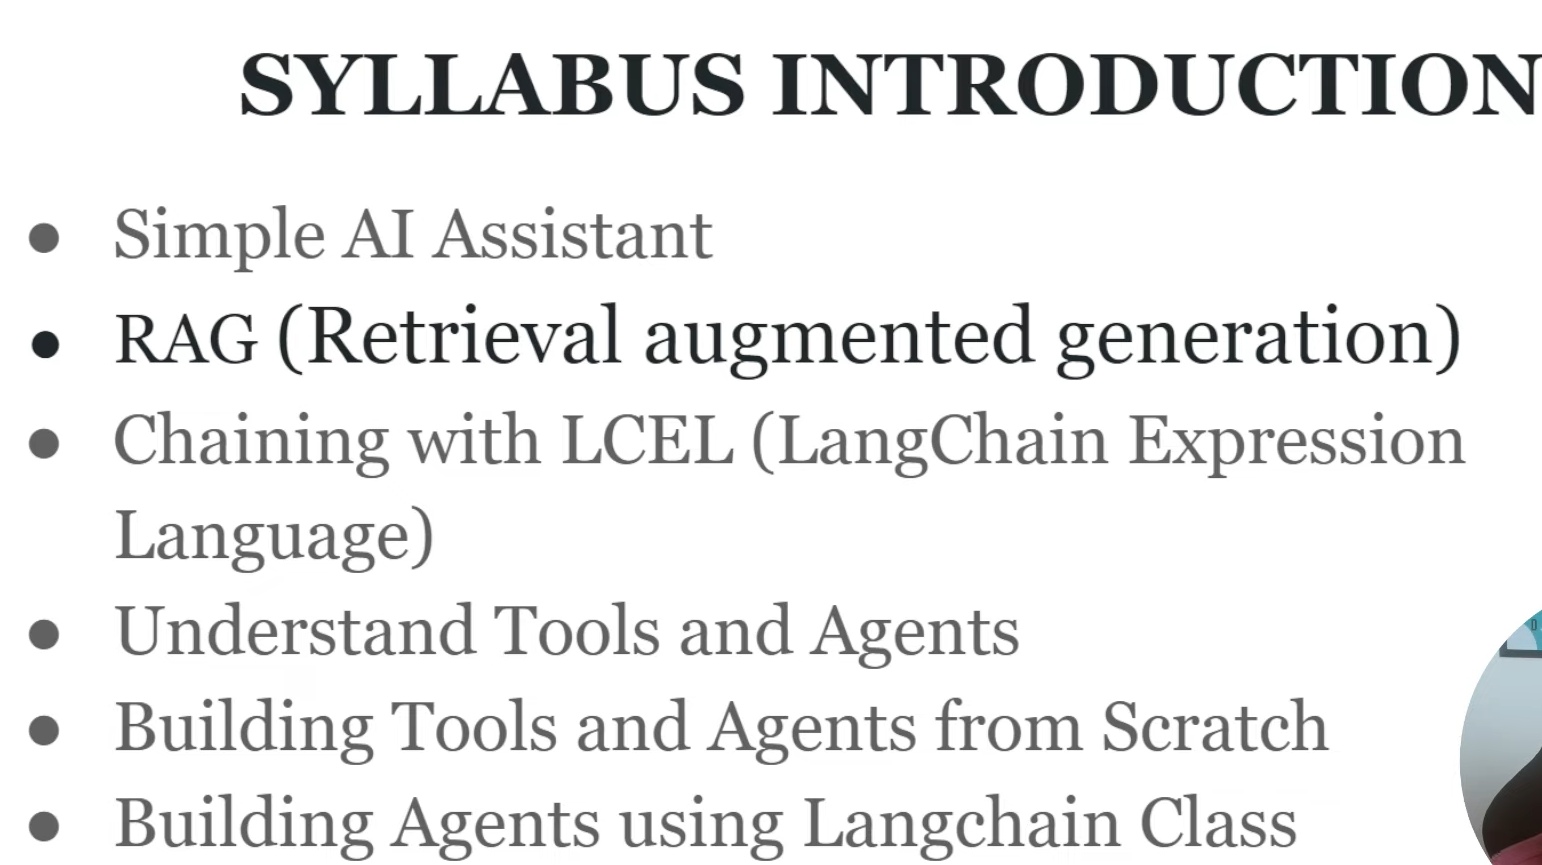 SYLLABUS INTRODUCTION
● Simple AI Assistant
● RAG (Retrieval augmented generation)
● Chaining with LCEL (LangChain Expression
Language)
● Understand Tools and Agents
● Building Tools and Agents from Scratch
● Building Agents using Langchain Class